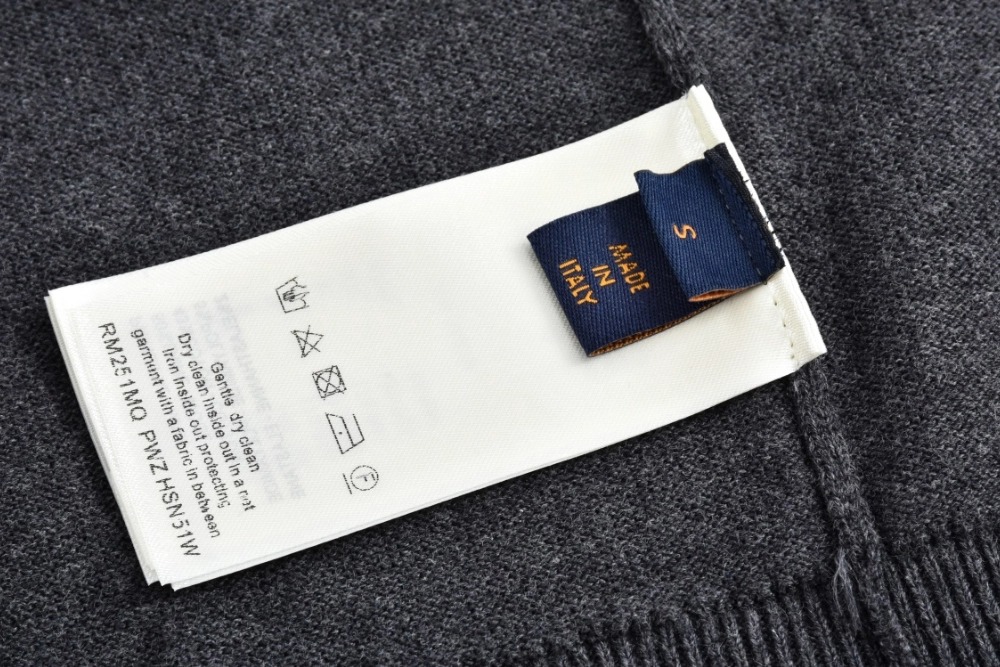 S
MADE
IN
ITALY
F
Gentle dry clean
Dry clean inside out in a net
Iron inside out protecting
garment with a fabric in between
RM251MQ PWZ HSN51W